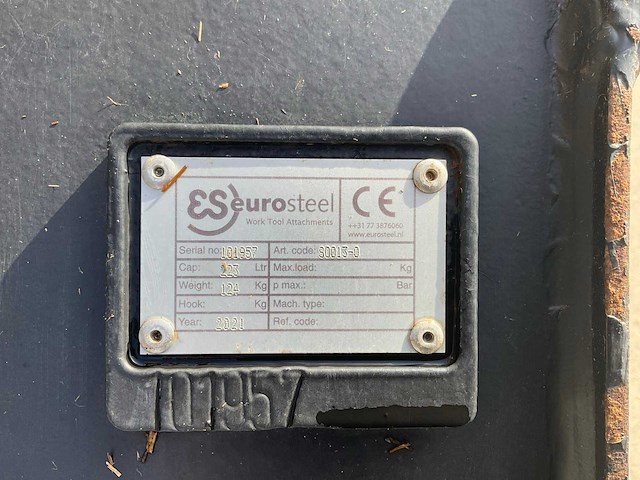 ES eurosteel
Work Tool Attachments
CE
++31 77 3876060
www.eurosteel.nl
Serial no: 101957 Art. code: S0013-0
Cap: 123 Ltr Max.load: Kg
Weight: 124 Kg p max.: Bar
Hook: Kg Mach. type:
Year: 2021 Ref. code:
101957